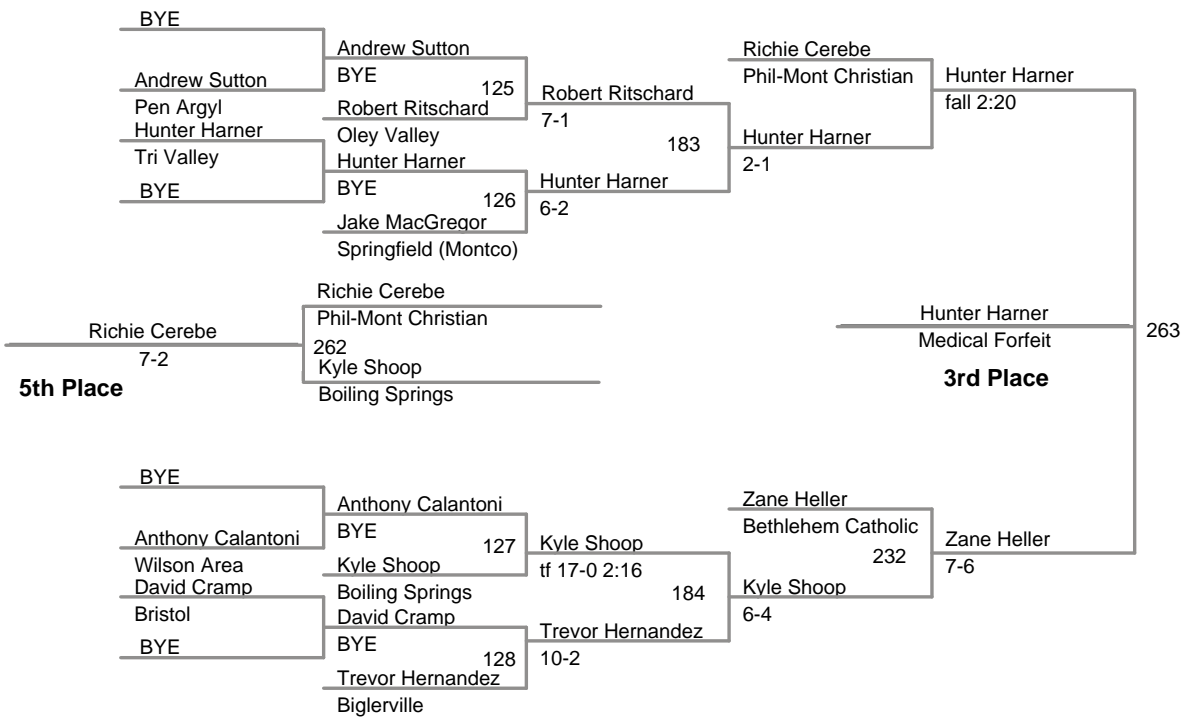 BYE
Andrew Sutton
Pen Argyl
Hunter Harner
Tri Valley
BYE
Andrew Sutton
BYE
125
Robert Ritschard
Oley Valley
Hunter Harner
BYE
126
Jake MacGregor
Springfield (Montco)
Robert Ritschard
7-1
183
Hunter Harner
6-2
Richie Cerebe
Phil-Mont Christian
Hunter Harner
2-1
Hunter Harner
fall 2:20
Richie Cerebe
7-2
5th Place
Richie Cerebe
Phil-Mont Christian
262
Kyle Shoop
Boiling Springs
Hunter Harner
Medical Forfeit
3rd Place
263
BYE
Anthony Calantoni
Wilson Area
David Cramp
Bristol
BYE
Anthony Calantoni
BYE
127
Kyle Shoop
Boiling Springs
David Cramp
BYE
128
Trevor Hernandez
Biglerville
Kyle Shoop
tf 17-0 2:16
184
Trevor Hernandez
10-2
Zane Heller
Bethlehem Catholic
232
Kyle Shoop
6-4
Zane Heller
7-6